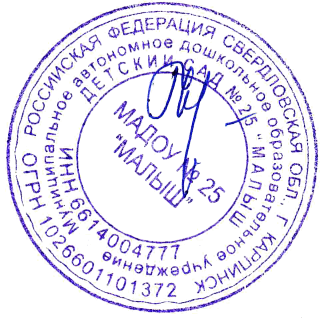 РОССИЙСКАЯ ФЕДЕРАЦИЯ СВЕРДЛОВСКАЯ ОБЛ., Г КАРПИНСК
ОГРН 1026601101372
Муниципальное автономное дошкольное образовательное учреждение
ДЕТСКИЙ САД № 25 "МАЛЫШ"
ИНН 6614004777
МАДОУ № 25
"МАЛЫШ"